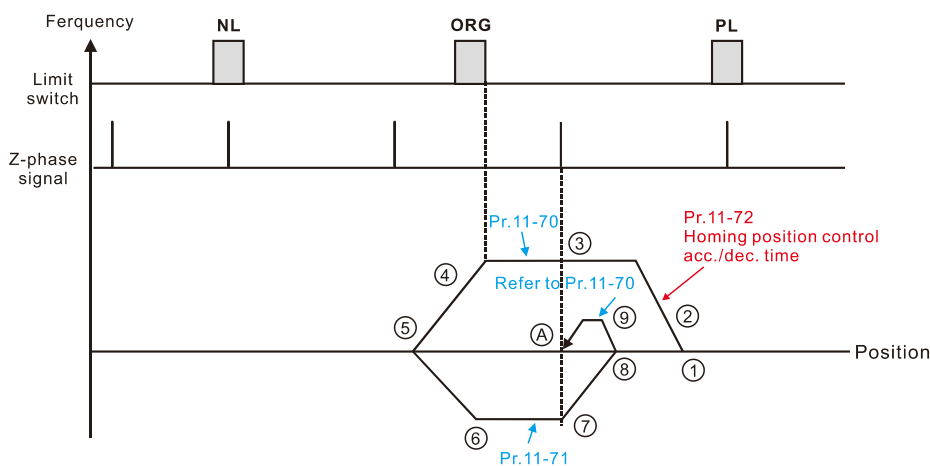 Ferquency
NL
ORG
PL
Limit
switch
Z-phase
signal
Pr.11-70
③
Pr.11-72
Homing position control
acc./dec. time
④
Refer to Pr.11-70
⑤
Ⓐ
⑨
②
Position
⑧
①
⑥
⑦
Pr.11-71